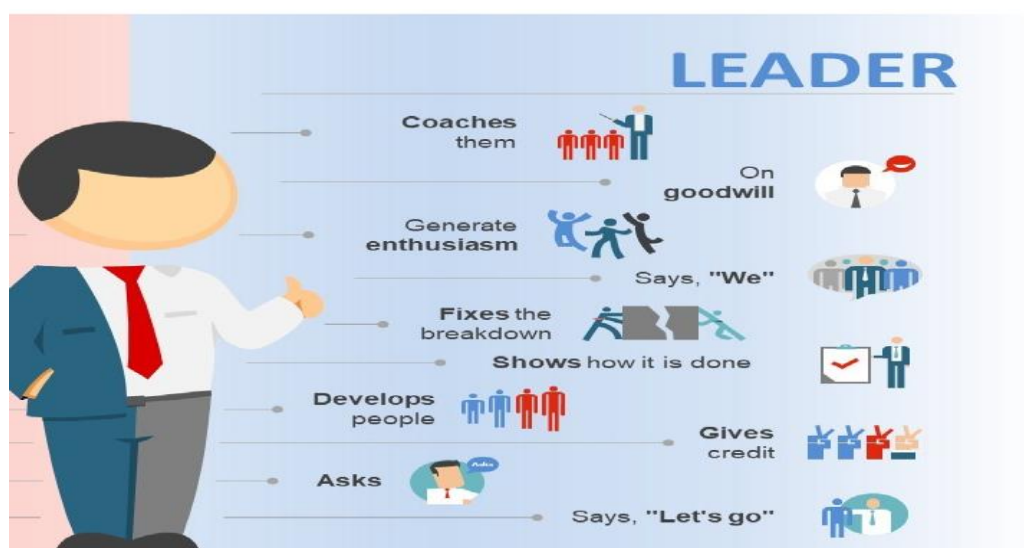 LEADER
Coaches
them
On
goodwill
Generate
enthusiasm
Says, "We"
Fixes the
breakdown
Shows how it is done
Develops
people
Gives
credit
Asks
Asks
Says, "Let's go"